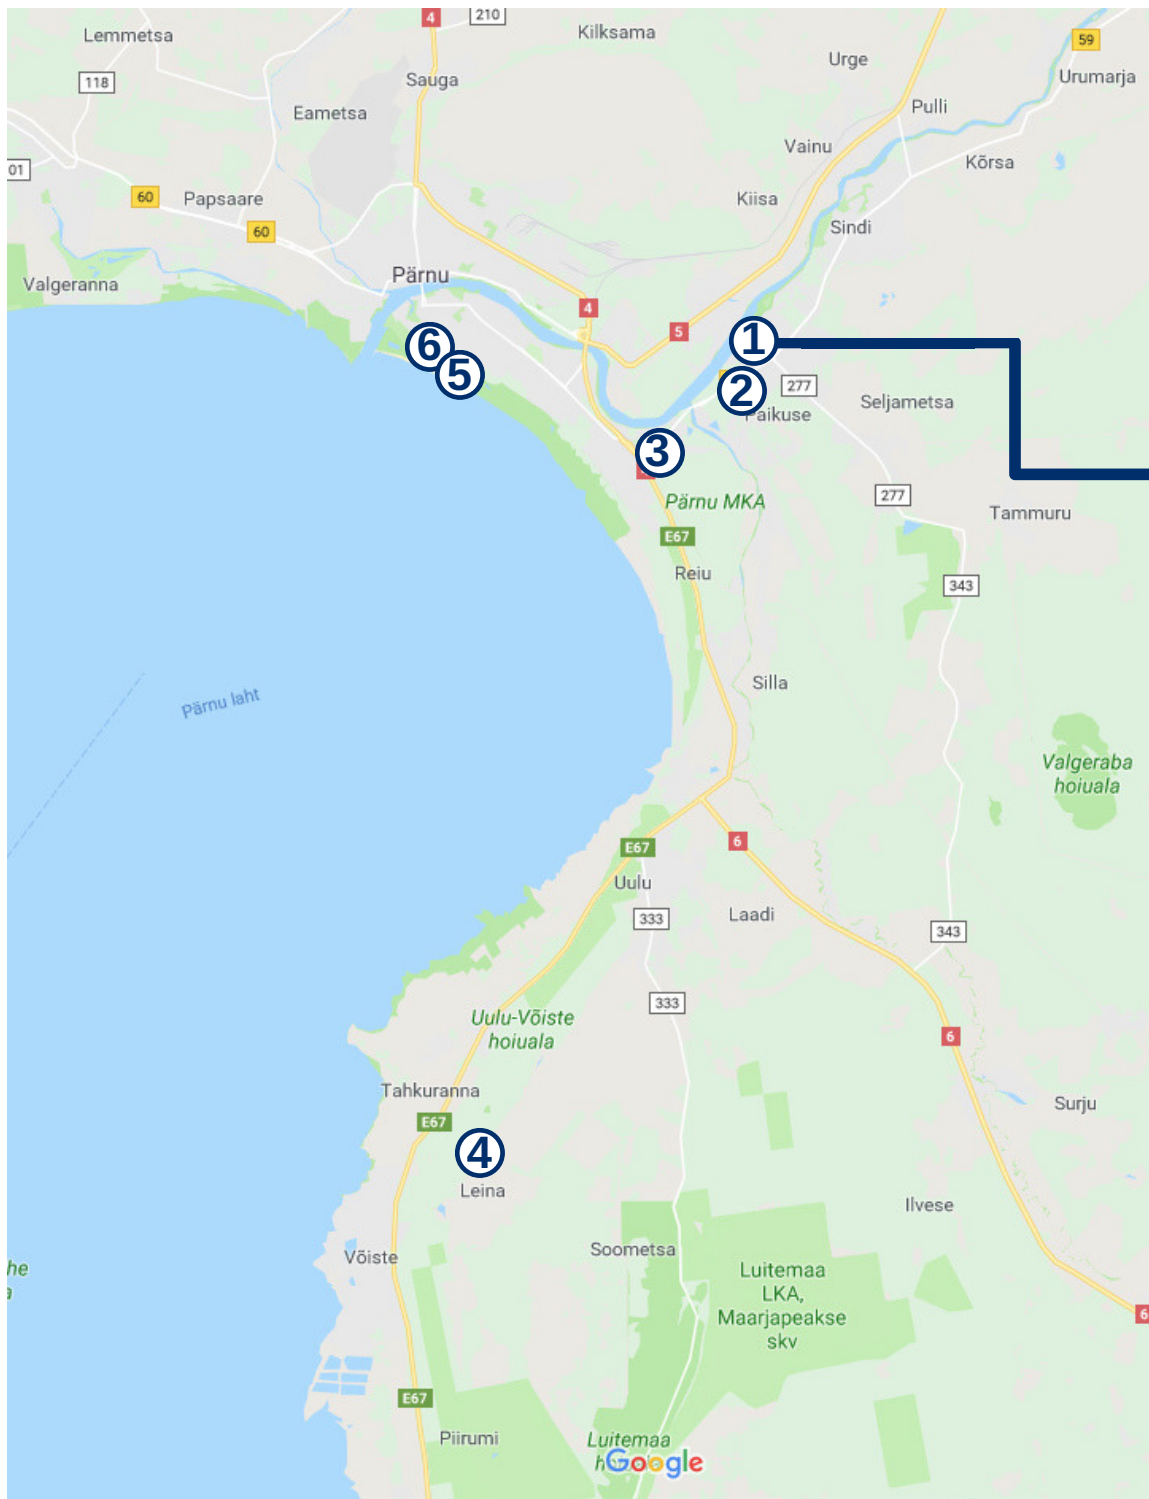 4
210
Lemmetsa
Kilksama
59
Urge
118
Sauga
Urumarja
Eametsa
Pulli
Vainu
01
Kõrsa
60
Papsaare
Kiisa
60
Sindi
Pärnu
Valgeranna
4
5
6
1
5
2
277
Seljametsa
Paikuse
3
277
Pärnu MKA
Tammuru
E67
Reiu
343
Silla
Pärnu laht
Valgeraba
hoiuala
6
E67
Uulu
333
Laadi
343
333
Uulu-Võiste
hoiuala
6
Tahkuranna
Surju
E67
4
Leina
Ilvese
Võiste
Soometsa
he
a
Luitemaa
LKA,
Maarjapeakse
skv
6
E67
Piirumi
Luitemaa
Google